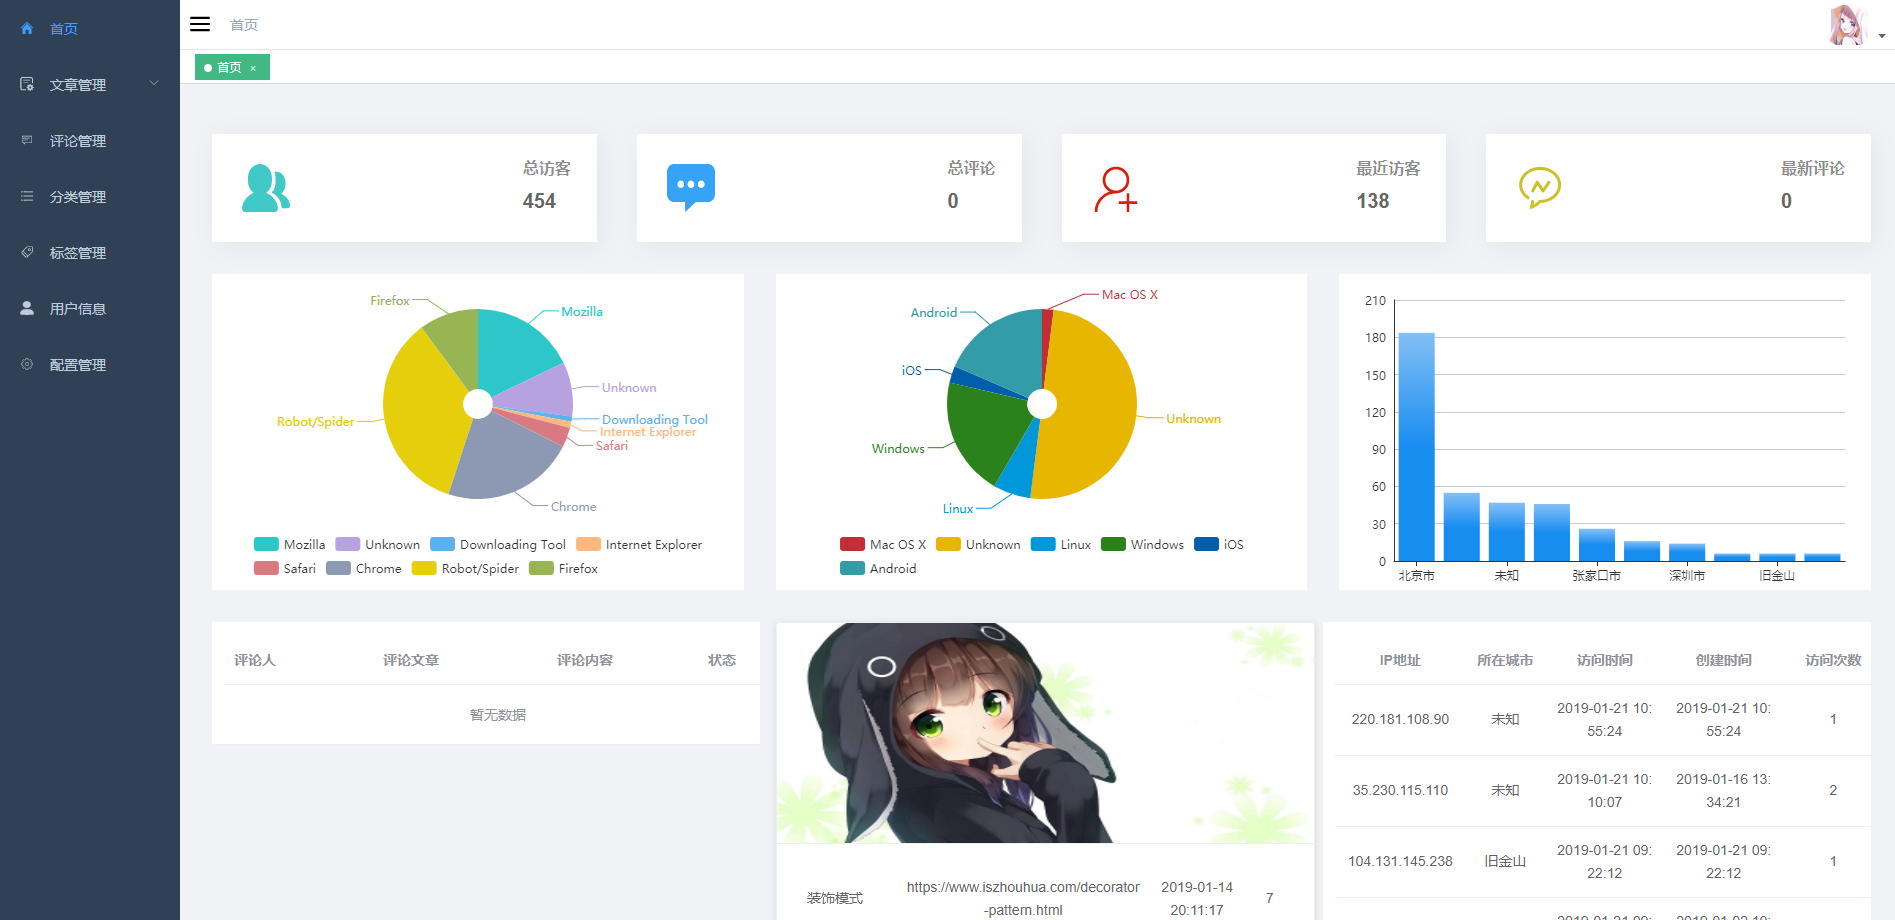 首页
文章管理
评论管理
分类管理
标签管理
用户信息
配置管理
首页
首页 ×
总访客
454
总评论
0
最近访客
138
最新评论
0
Firefox
Mozilla
Unknown
Downloading Tool
Internet Explorer
Safari
Robot/Spider
Chrome
Mozilla Unknown Downloading Tool Internet Explorer
Safari Chrome Robot/Spider Firefox
Mac OS X
Android
iOS
Unknown
Windows
Linux
Mac OS X Unknown Linux Windows iOS
Android
210
180
150
120
90
60
30
0
北京市 未知 张家口市 深圳市 旧金山
评论人 评论文章 评论内容 状态
暂无数据
装饰模式 https://www.iszhouhua.com/decorator 2019-01-14 7
-pattern.html 20:11:17
IP地址 所在城市 访问时间 创建时间 访问次数
220.181.108.90 未知 2019-01-21 10: 2019-01-21 10: 1
55:24 55:24
35.230.115.110 未知 2019-01-21 10: 2019-01-16 13: 2
10:07 34:21
104.131.145.238 旧金山 2019-01-21 09: 2019-01-21 09: 1
22:12 22:12